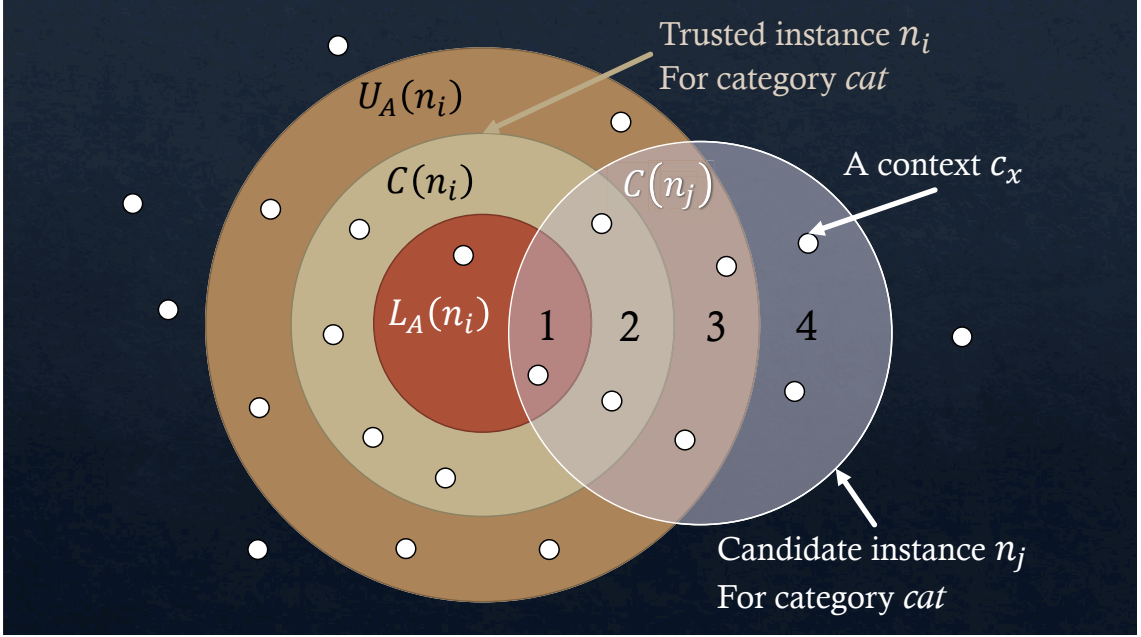 Trusted instance nᵢ
For category cat
U_A(nᵢ)
C(nᵢ)
C(nⱼ)
A context cₓ
L_A(nᵢ)
1
2
3
4
Candidate instance nⱼ
For category cat